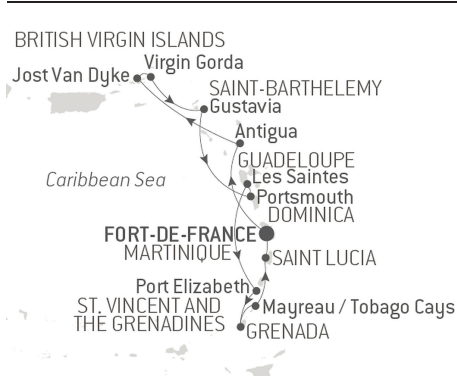 BRITISH VIRGIN ISLANDS
Virgin Gorda
Jost Van Dyke
SAINT-BARTHELEMY
Gustavia
Antigua
GUADELOUPE
Les Saintes
Caribbean Sea
Portsmouth
DOMINICA
FORT-DE-FRANCE
MARTINIQUE
SAINT LUCIA
Port Elizabeth
ST. VINCENT AND
THE GRENADINES
Mayreau / Tobago Cays
GRENADA